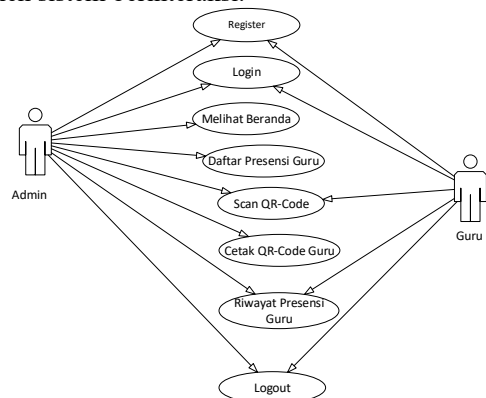 Register
Login
Melihat Beranda
Daftar Presensi Guru
Admin
Scan QR-Code
Guru
Cetak QR-Code Guru
Riwayat Presensi
Guru
Logout